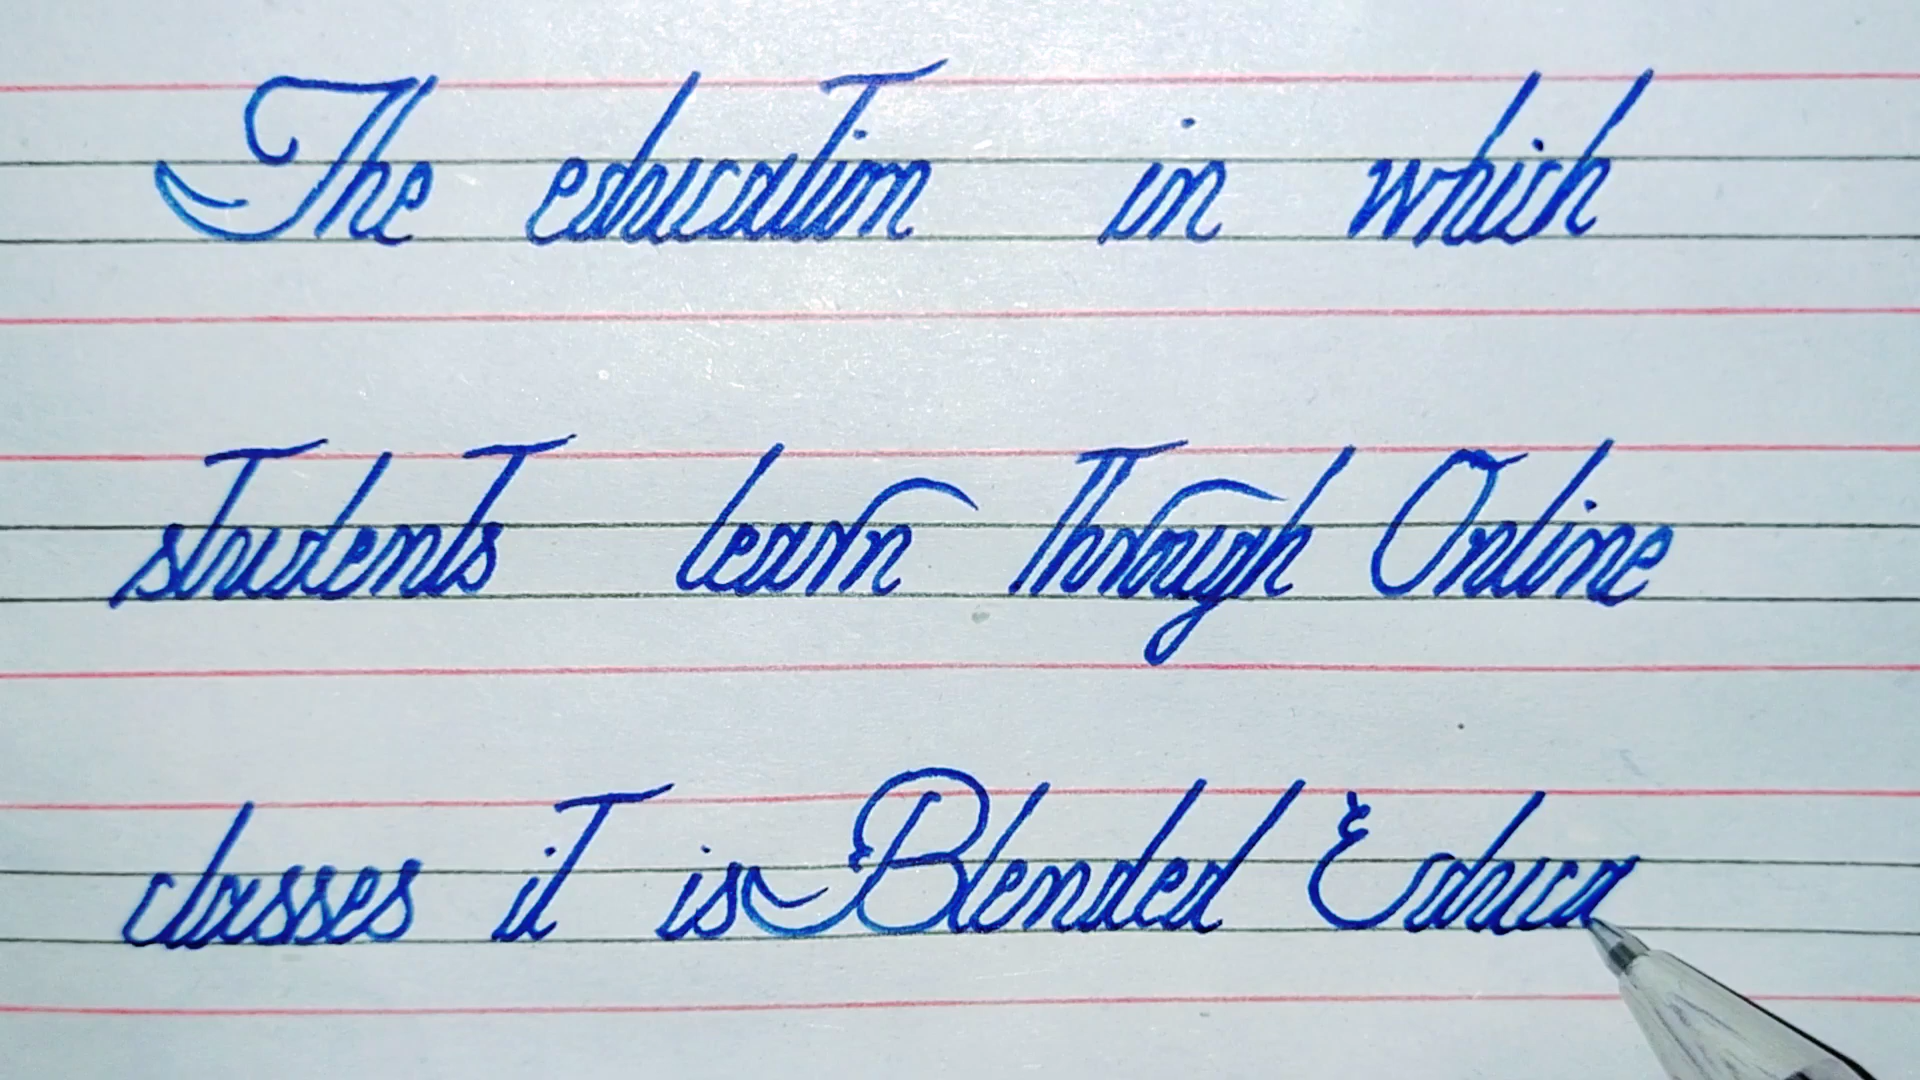 The education in which
students learn through Online
classes it is Blended Educa